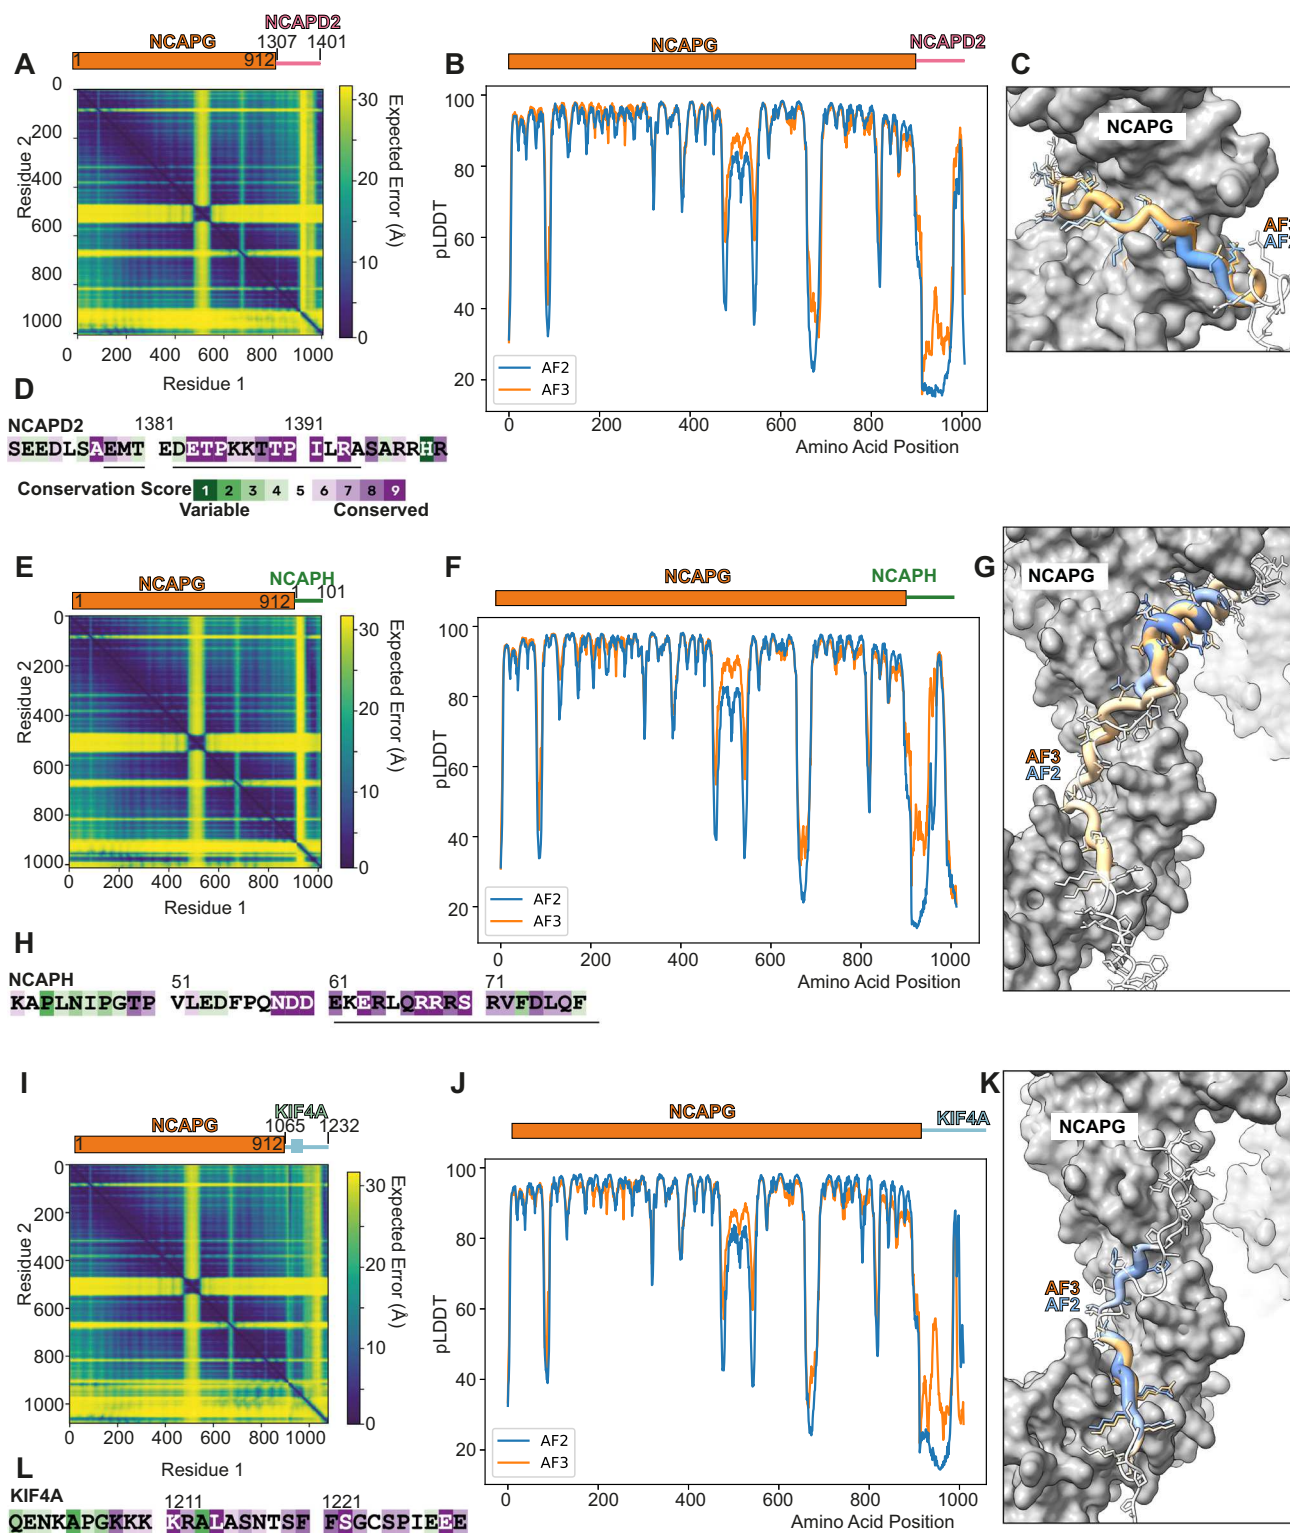 A
NCAPD2
NCAPG
1307 1401
1 912
0
200
400
600
800
1000
Residue 2
0 200 400 600 800 1000
Residue 1
30
20
10
0
Expected Error (Å)
B
NCAPG
NCAPD2
100
80
60
40
20
pLDDT
AF2
AF3
0 200 400 600 800 1000
Amino Acid Position
C
NCAPG
AF3
D
NCAPD2
1381 1391
SEEDLSAEMT EDETPKKTTP ILRASARRHR
Conservation Score 1 2 3 4 5 6 7 8 9
Variable Conserved
E
NCAPG
NCAPH
1 101
1 912
0
200
400
600
800
1000
Residue 2
0 200 400 600 800 1000
Residue 1
30
20
10
0
Expected Error (Å)
F
NCAPG
NCAPH
100
80
60
40
20
pLDDT
AF2
AF3
0 200 400 600 800 1000
Amino Acid Position
G
NCAPG
AF3
AF2
H
NCAPH
51 61 71
KAPLNIPGTP VLEDFPQNDD EKERLQRRRS RVFDLQF
I
KIF4A
NCAPG
1065 1232
1 912
0
200
400
600
800
1000
Residue 2
0 200 400 600 800 1000
Residue 1
30
20
10
0
Expected Error (Å)
J
NCAPG
KIF4A
100
80
60
40
20
pLDDT
AF2
AF3
0 200 400 600 800 1000
Amino Acid Position
K
NCAPG
AF3
AF2
L
KIF4A
1211 1221
QENKAPGKKK KRALASNTSF FSGCSPIEEE